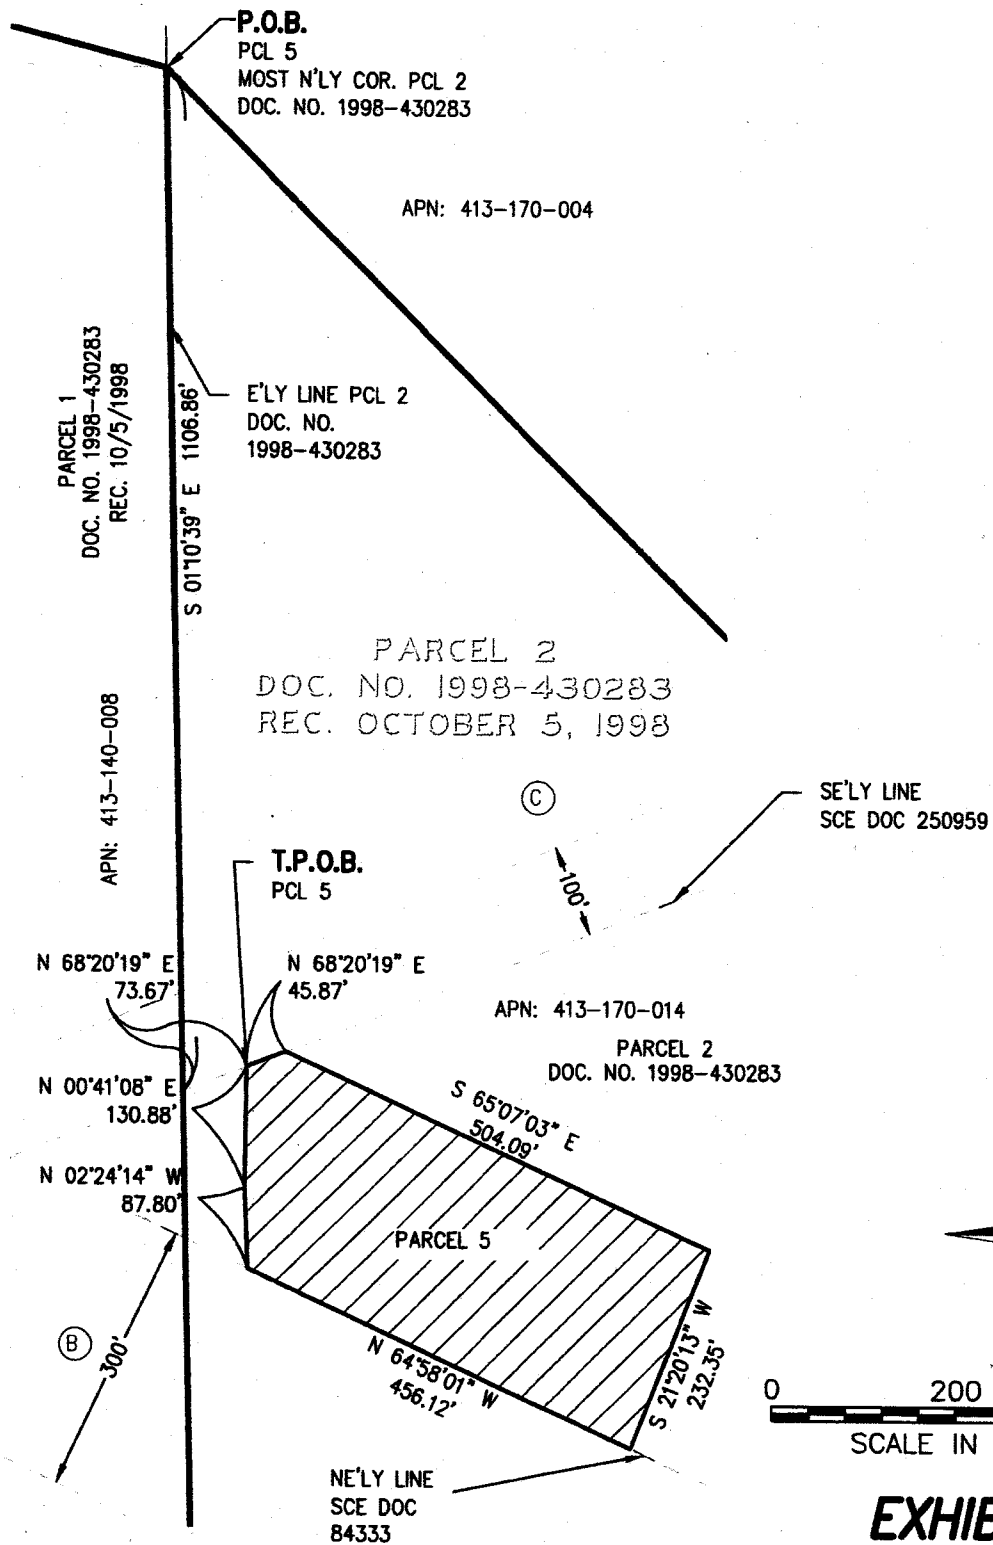 P.O.B.
PCL 5
MOST N'LY COR. PCL 2
DOC. NO. 1998-430283
APN: 413-170-004
PARCEL 1
DOC. NO. 1998-430283
REC. 10/5/1998
E'LY LINE PCL 2
DOC. NO.
1998-430283
S 01°10'39" E 1106.86'
PARCEL 2
DOC. NO. 1998-430283
REC. OCTOBER 5, 1998
APN: 413-140-008
C
SE'LY LINE
SCE DOC 250959
100'
T.P.O.B.
PCL 5
N 68°20'19" E
73.67'
N 68°20'19" E
45.87'
APN: 413-170-014
PARCEL 2
DOC. NO. 1998-430283
N 00°41'08" E
130.88'
S 65°07'03" E
504.09'
N 02°24'14" W
87.80'
PARCEL 5
B
300'
N 64°58'01" W
456.12'
S 21°20'13" W
232.35'
0 200
SCALE IN
NE'LY LINE
SCE DOC
84333
EXHIB